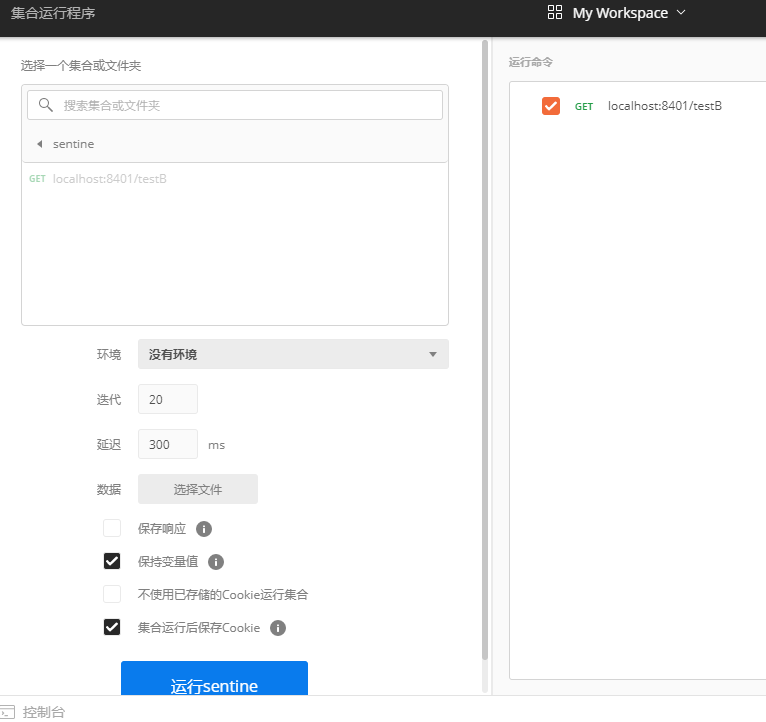 集合运行程序
My Workspace
选择一个集合或文件夹
搜索集合或文件夹
sentine
GET localhost:8401/testB
环境 没有环境
迭代 20
延迟 300 ms
数据 选择文件
保存响应
保持变量值
不使用已存储的Cookie运行集合
集合运行后保存Cookie
运行sentine
运行命令
GET localhost:8401/testB
控制台